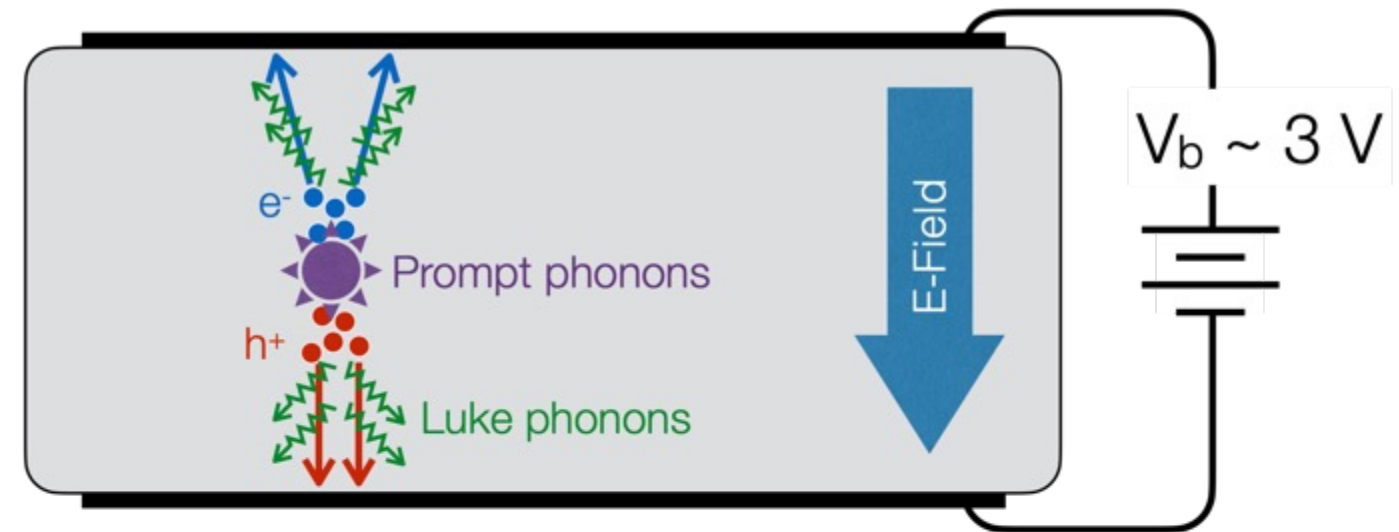 V_b ~ 3 V
e⁻
Prompt phonons
E-Field
h⁺
Luke phonons